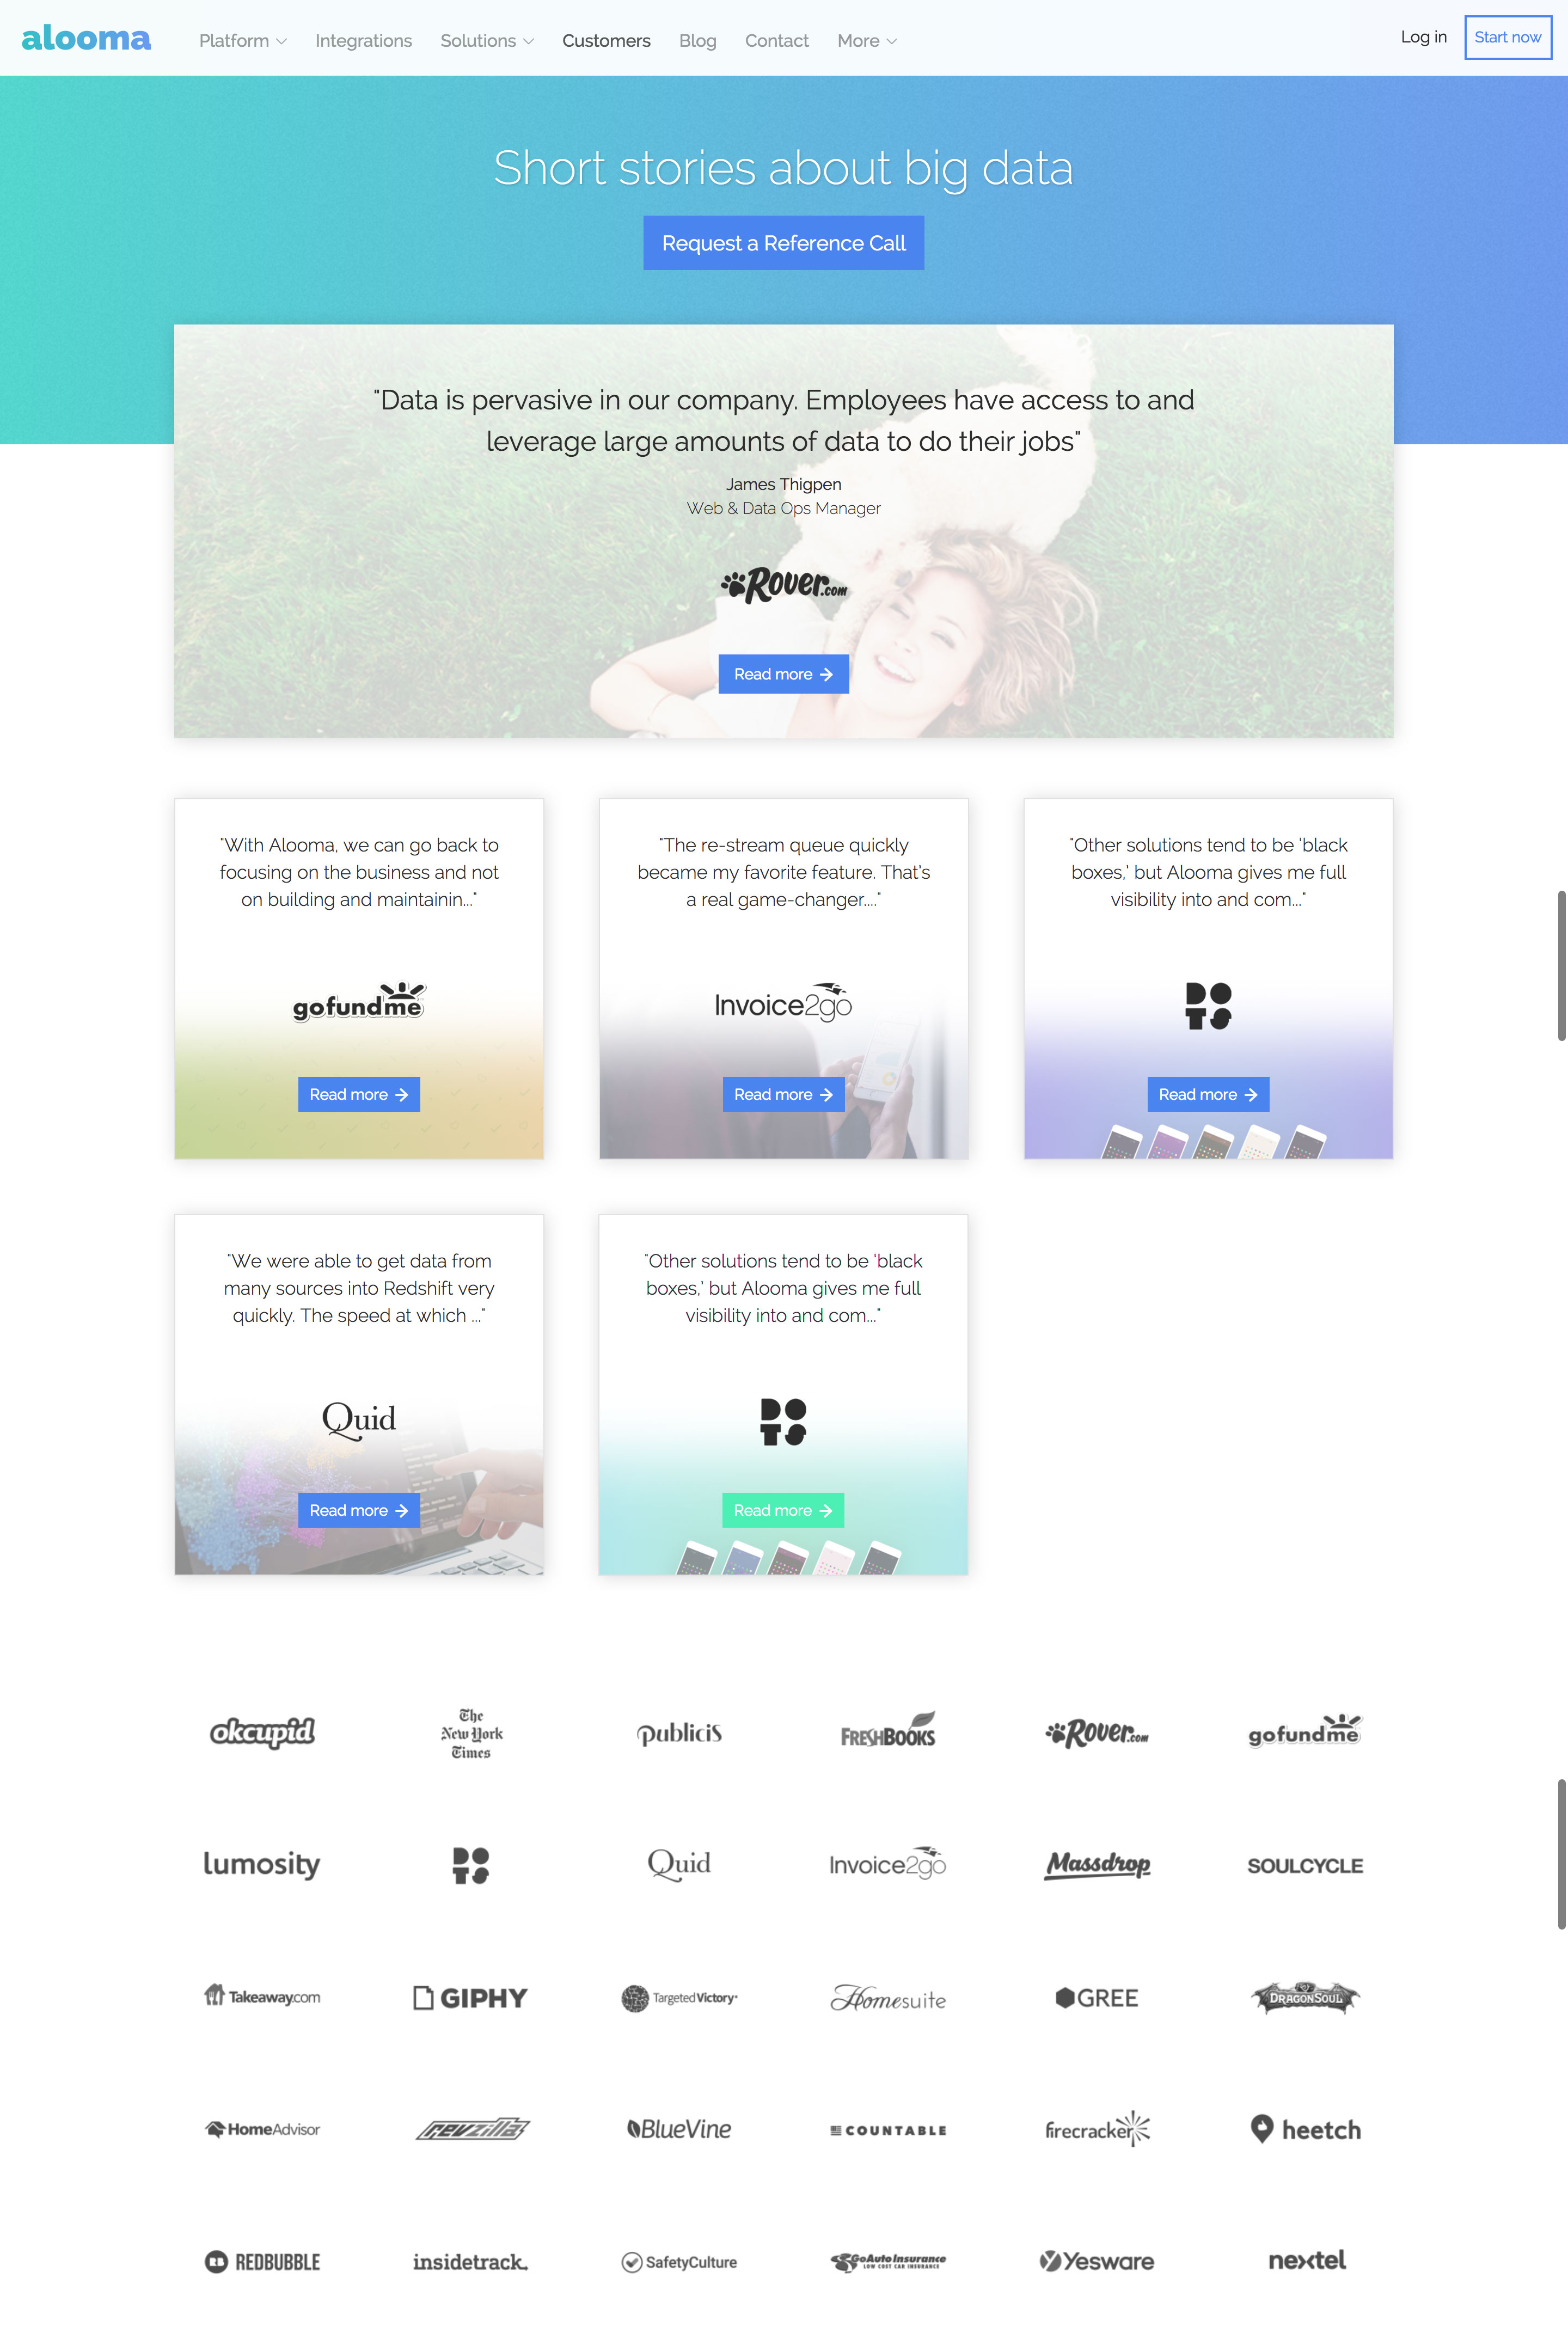 alooma
Platform
Integrations
Solutions
Customers
Blog
Contact
More
Log in
Start now
Short stories about big data
Request a Reference Call
"Data is pervasive in our company. Employees have access to and
leverage large amounts of data to do their jobs"
James Thigpen
Web & Data Ops Manager
Rover.com
Read more
"With Alooma, we can go back to
focusing on the business and not
on building and maintainin..."
gofundme
Read more
"The re-stream queue quickly
became my favorite feature. That's
a real game-changer...."
Invoice2go
Read more
"Other solutions tend to be 'black
boxes,' but Alooma gives me full
visibility into and com..."
DOTS
Read more
"We were able to get data from
many sources into Redshift very
quickly. The speed at which ..."
Quid
Read more
"Other solutions tend to be 'black
boxes,' but Alooma gives me full
visibility into and com..."
DOTS
Read more
okcupid
The
New York
Times
publicis
FRESHBOOKS
Rover.com
gofundme
lumosity
DOTS
Quid
Invoice2go
Massdrop
SOULCYCLE
Takeaway.com
GIPHY
TargetedVictory
Homesuite
GREE
DRAGONSOUL
HomeAdvisor
revzilla
BlueVine
COUNTABLE
firecracker
heetch
REDBUBBLE
insidetrack.
SafetyCulture
GoAuto Insurance
LOW COST CAR INSURANCE
Yesware
nextel